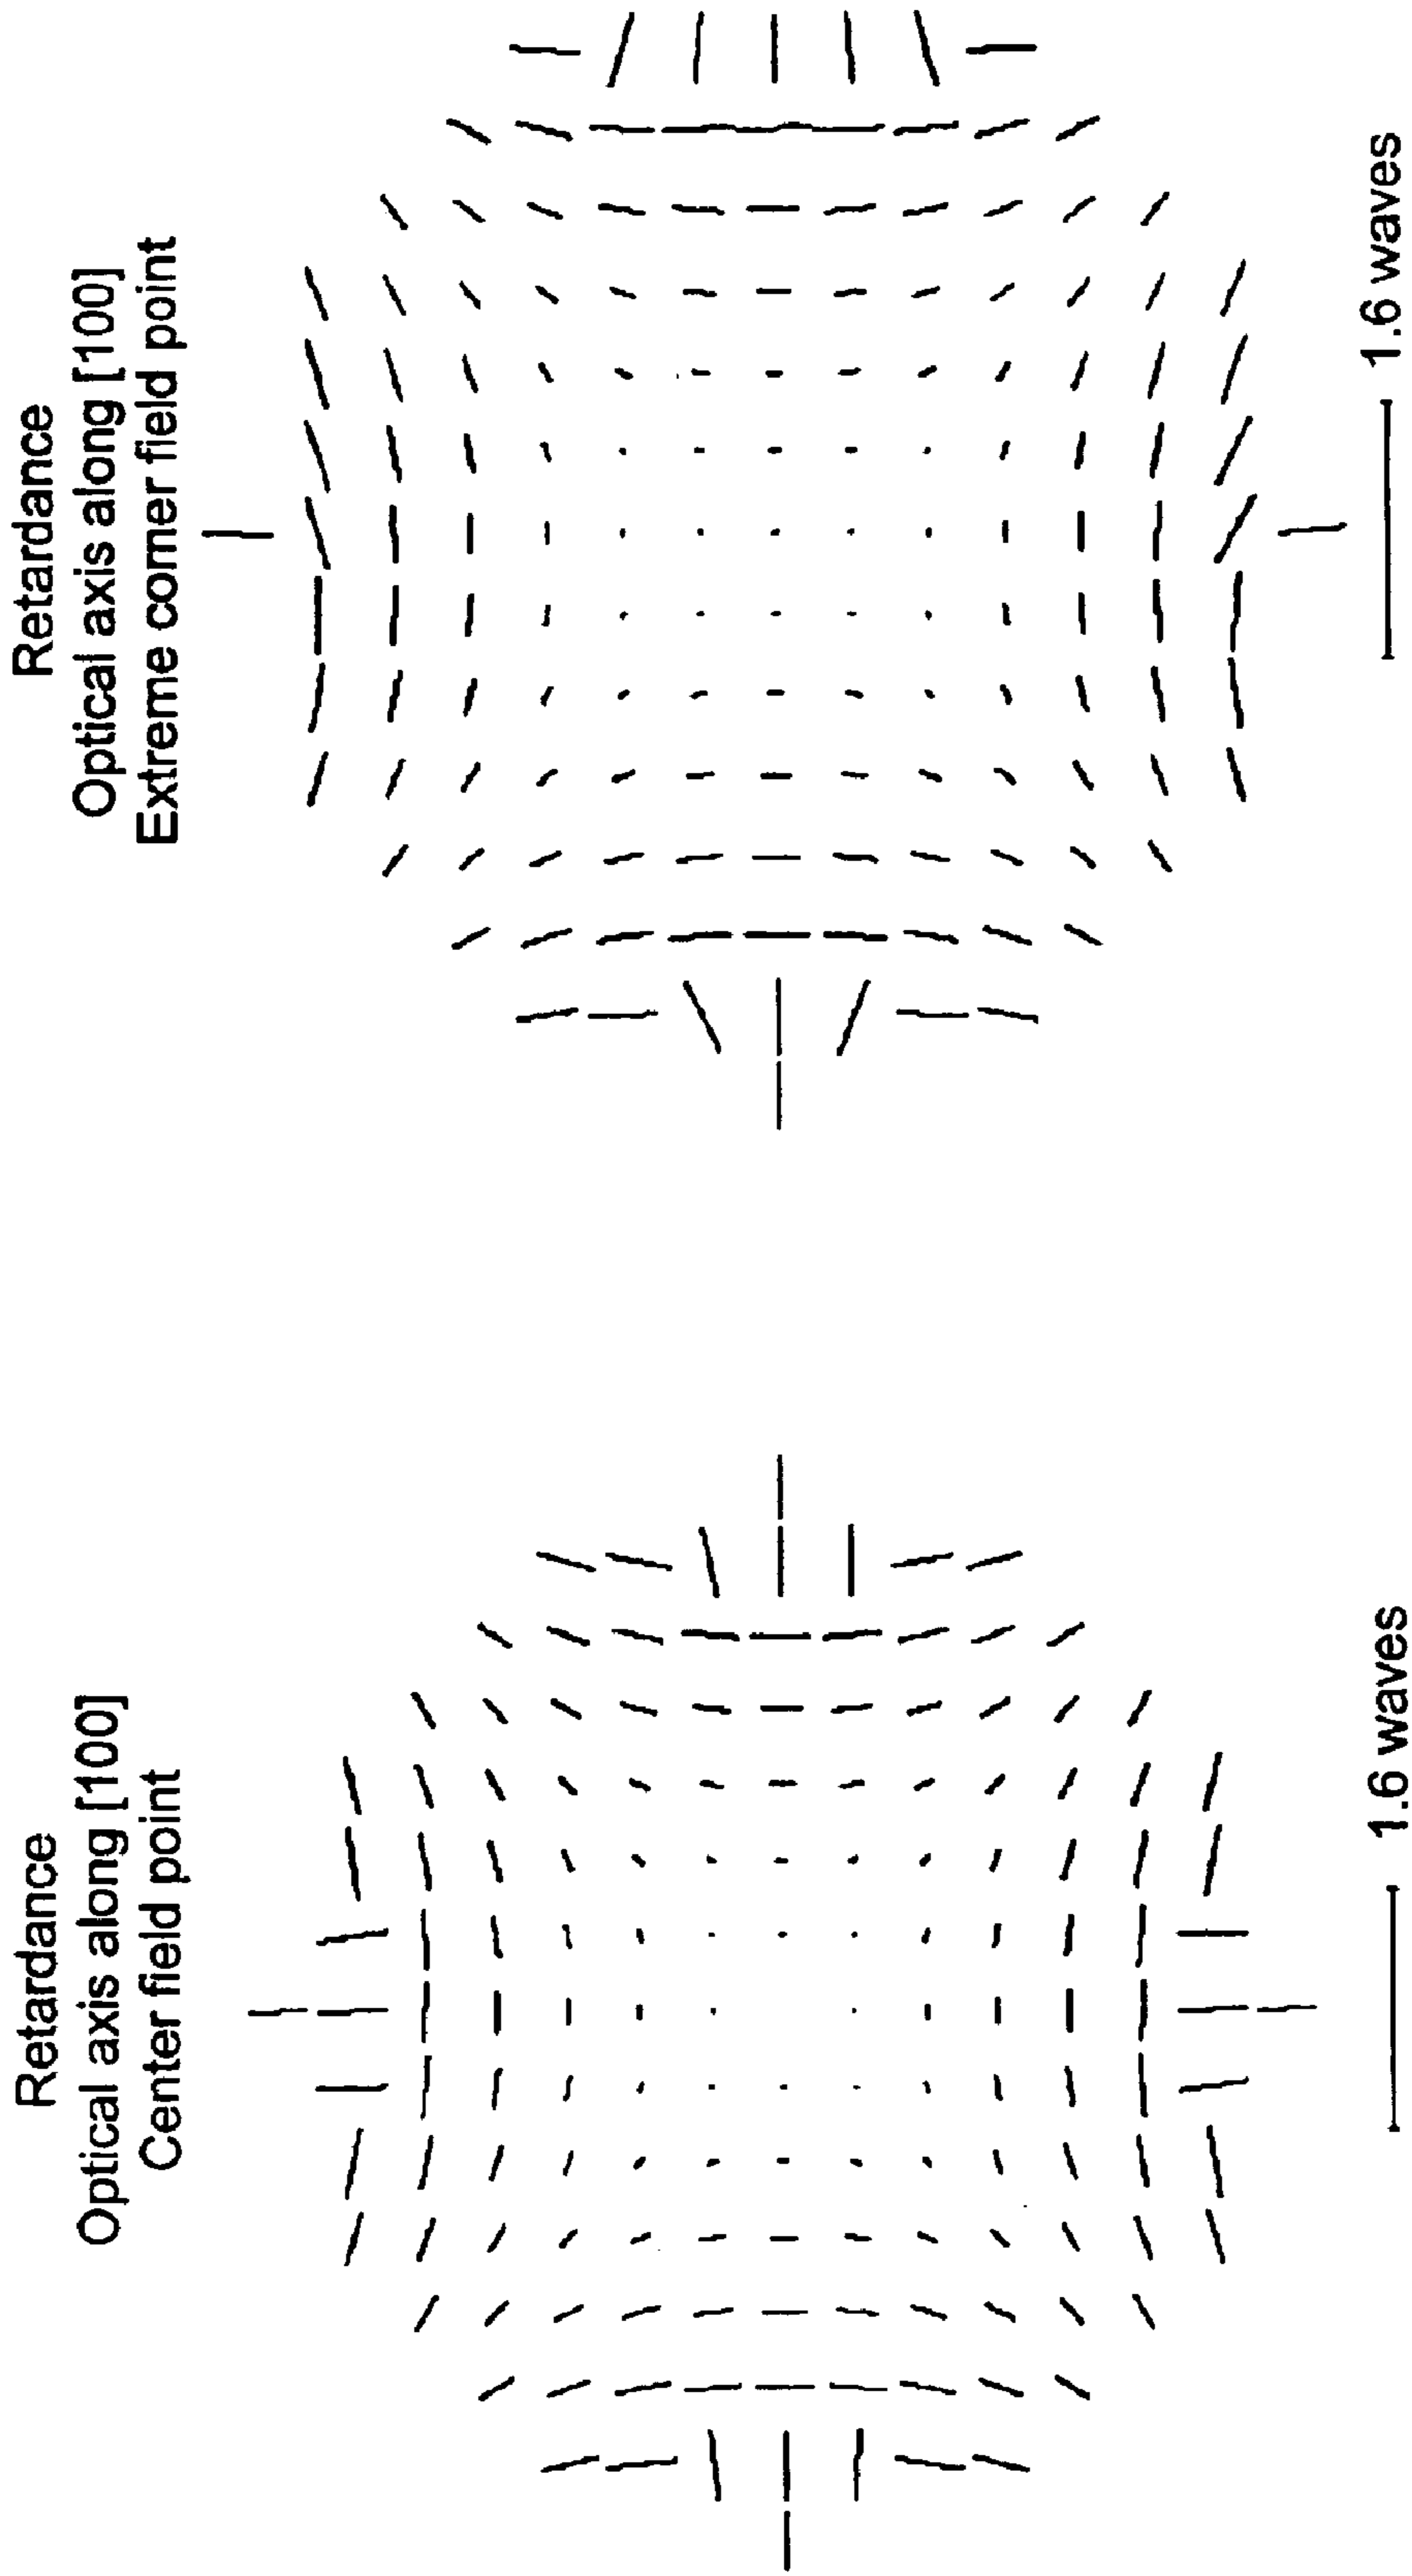 Retardance
Optical axis along [100]
Center field point
1.6 waves
Retardance
Optical axis along [100]
Extreme corner field point
1.6 waves